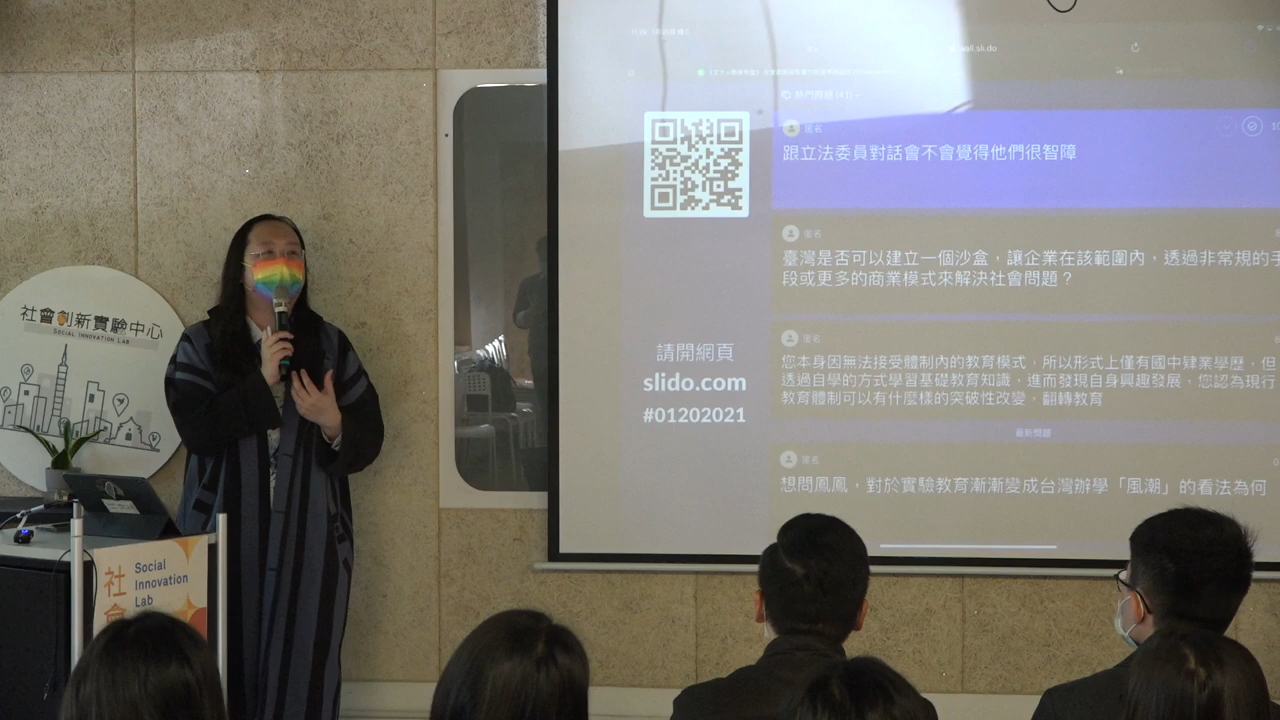 社會創新實驗中心
SOCIAL INNOVATION LAB
社會
Social
Innovation
Lab
wall.sli.do
熱門問題 (41)
請開網頁
slido.com
#01202021
匿名
跟立法委員對話會不會覺得他們很智障
匿名
臺灣是否可以建立一個沙盒，讓企業在該範圍內，透過非常規的手
段或更多的商業模式來解決社會問題？
匿名
您本身因無法接受體制內的教育模式，所以形式上僅有國中肄業學歷，但
透過自學的方式學習基礎教育知識，進而發現自身興趣發展，您認為現行
教育體制可以有什麼樣的突破性改變，翻轉教育
最新問題
匿名
想問鳳鳳，對於實驗教育漸漸變成台灣辦學「風潮」的看法為何